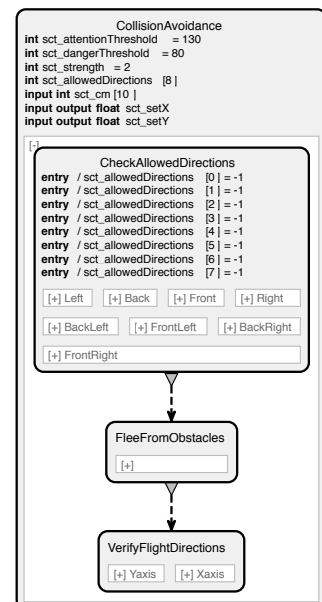 CollisionAvoidance
int sct_attentionThreshold = 130
int sct_dangerThreshold = 80
int sct_strength = 2
int sct_allowedDirections [8 ]
input int sct_cm [10 ]
input output float sct_setX
input output float sct_setY
[-]
CheckAllowedDirections
entry / sct_allowedDirections [0] = -1
entry / sct_allowedDirections [1] = -1
entry / sct_allowedDirections [2] = -1
entry / sct_allowedDirections [3] = -1
entry / sct_allowedDirections [4] = -1
entry / sct_allowedDirections [5] = -1
entry / sct_allowedDirections [6] = -1
entry / sct_allowedDirections [7] = -1
[+] Left [+] Back [+] Front [+] Right
[+] BackLeft [+] FrontLeft [+] BackRight
[+] FrontRight
FleeFromObstacles
[+]
VerifyFlightDirections
[+] Yaxis [+] Xaxis